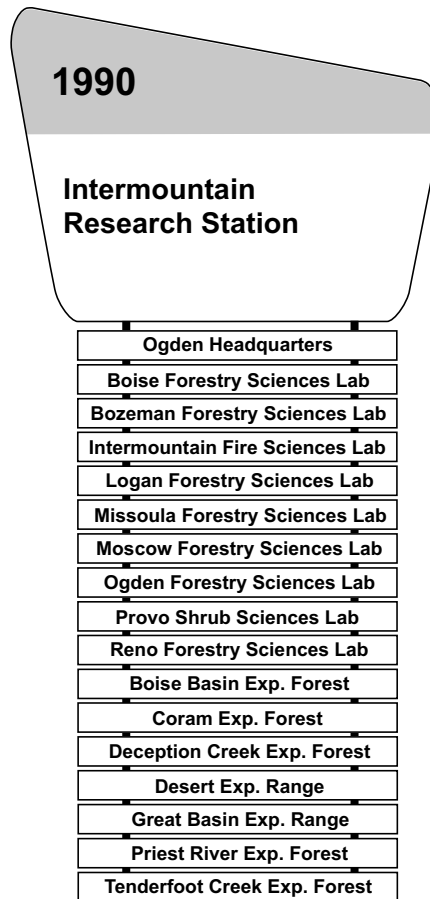 1990
Intermountain
Research Station
Ogden Headquarters
Boise Forestry Sciences Lab
Bozeman Forestry Sciences Lab
Intermountain Fire Sciences Lab
Logan Forestry Sciences Lab
Missoula Forestry Sciences Lab
Moscow Forestry Sciences Lab
Ogden Forestry Sciences Lab
Provo Shrub Sciences Lab
Reno Forestry Sciences Lab
Boise Basin Exp. Forest
Coram Exp. Forest
Deception Creek Exp. Forest
Desert Exp. Range
Great Basin Exp. Range
Priest River Exp. Forest
Tenderfoot Creek Exp. Forest